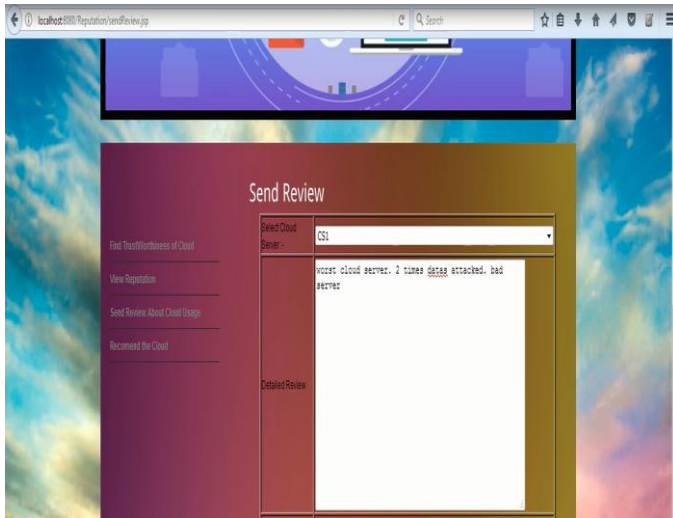 localhost:8080/Reputation/sendReview.jsp
Search
Send Review
Find TrustWorthiness of Cloud
View Reputation
Send Review About Cloud Usage
Recomend the Cloud
Select Cloud
Server :-
CS1
Detailed Review
worst cloud server. 2 times datas attacked. bad
server